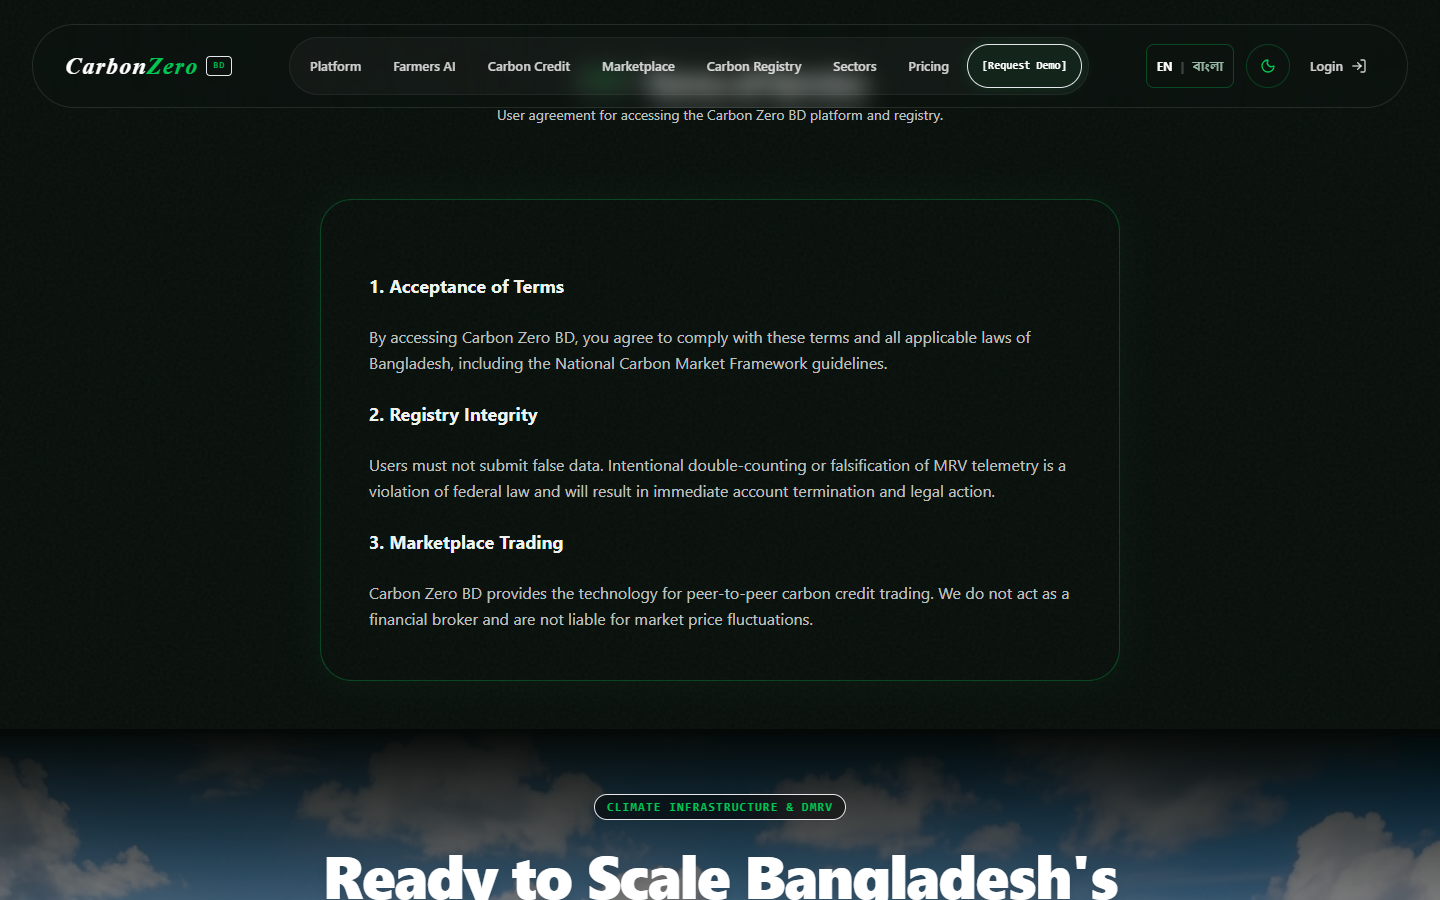 CarbonZero BD
Platform Farmers AI Carbon Credit Marketplace Carbon Registry Sectors Pricing [Request Demo] EN | বাংলা Login
User agreement for accessing the Carbon Zero BD platform and registry.
1. Acceptance of Terms
By accessing Carbon Zero BD, you agree to comply with these terms and all applicable laws of
Bangladesh, including the National Carbon Market Framework guidelines.
2. Registry Integrity
Users must not submit false data. Intentional double-counting or falsification of MRV telemetry is a
violation of federal law and will result in immediate account termination and legal action.
3. Marketplace Trading
Carbon Zero BD provides the technology for peer-to-peer carbon credit trading. We do not act as a
financial broker and are not liable for market price fluctuations.
CLIMATE INFRASTRUCTURE & DMRV
Ready to Scale Bangladesh's